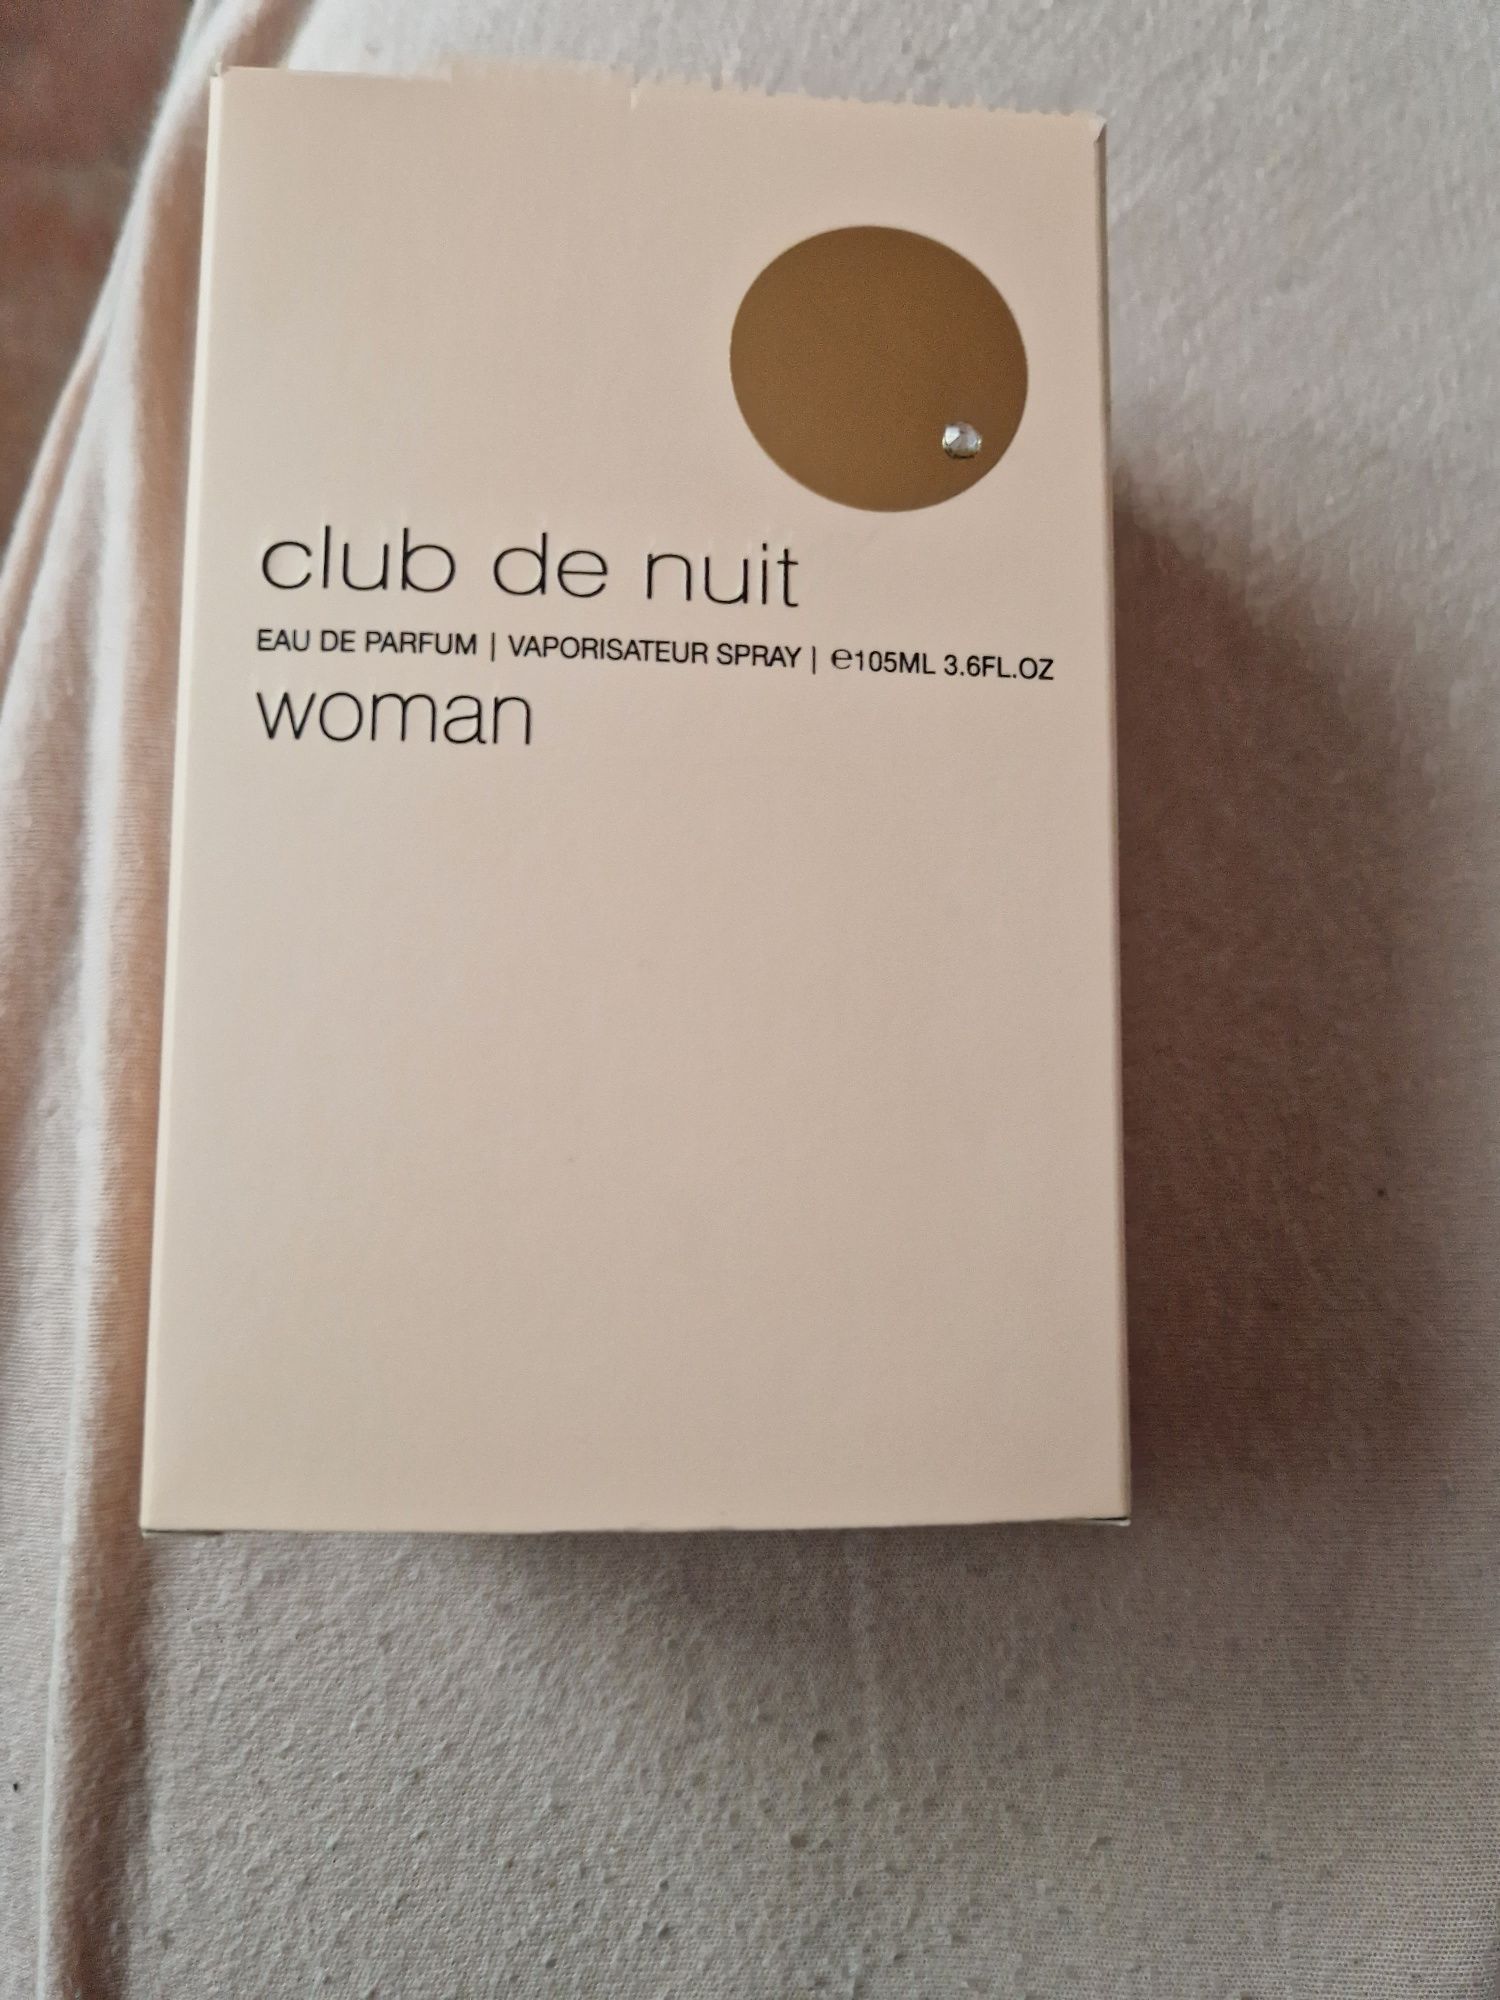 club de nuit
EAU DE PARFUM | VAPORISATEUR SPRAY | ℮105ML 3.6FL.OZ
woman